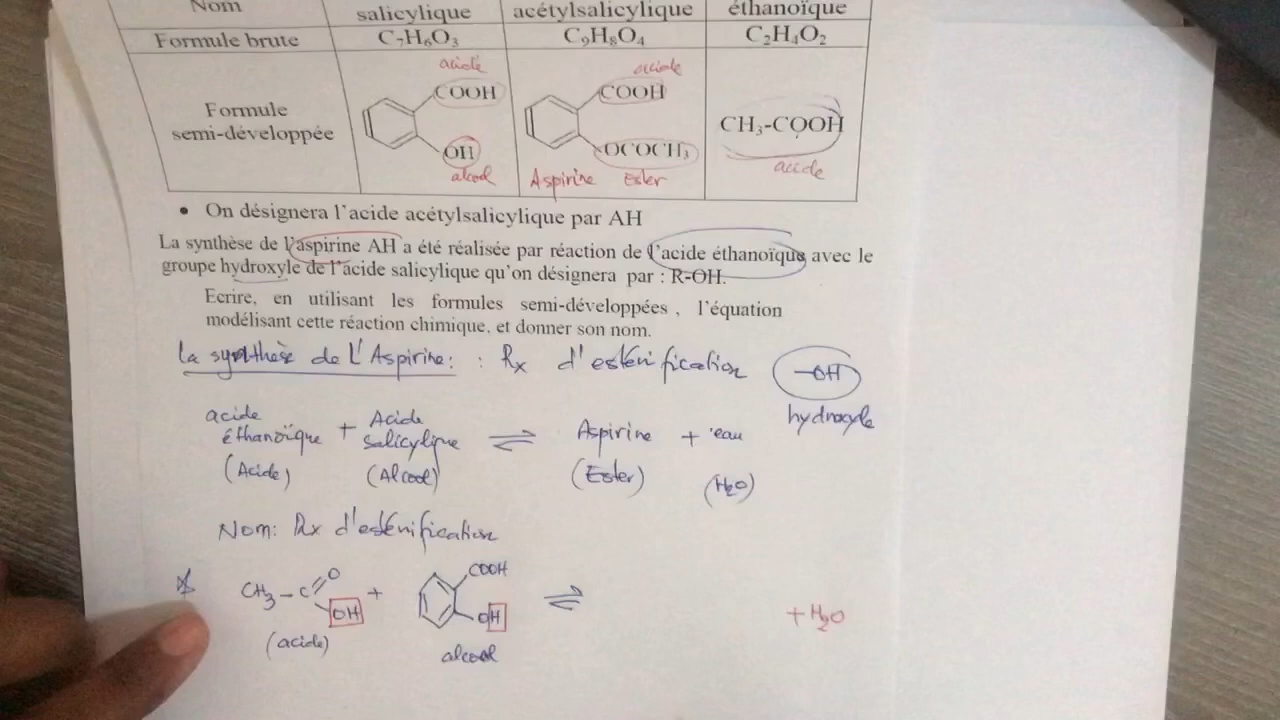 Nom salicylique acétylsalicylique éthanoïque
Formule brute C7H6O3 C9H8O4 C2H4O2
Formule
semi-développée
acide
COOH
OH
alcool
acide
COOH
OCOCH3
Aspirine Ester
CH3-COOH
acide
• On désignera l'acide acétylsalicylique par AH
La synthèse de l'aspirine AH a été réalisée par réaction de l'acide éthanoïque avec le
groupe hydroxyle de l'acide salicylique qu'on désignera par : R-OH.
Ecrire, en utilisant les formules semi-développées , l'équation
modélisant cette réaction chimique, et donner son nom.
La synthèse de L'Aspirine: : Rx d'estérification -OH
hydroxyle
acide éthanoïque + Acide salicylique ⇌ Aspirine + eau
(Acide) (Alcool) (Ester) (H2O)
Nom: Rx d'estérification
CH3-C O OH + COOH OH ⇌ + H2O
(acide) alcool